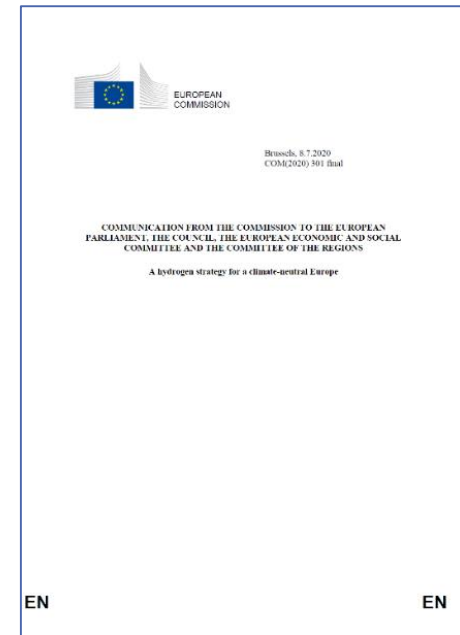 EUROPEAN
COMMISSION
Brussels, 8.7.2020
COM(2020) 301 final
COMMUNICATION FROM THE COMMISSION TO THE EUROPEAN
PARLIAMENT, THE COUNCIL, THE EUROPEAN ECONOMIC AND SOCIAL
COMMITTEE AND THE COMMITTEE OF THE REGIONS
A hydrogen strategy for a climate-neutral Europe
EN EN